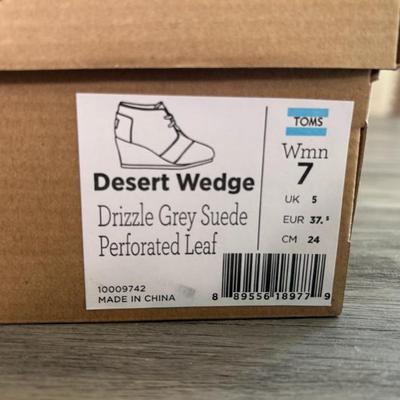 TOMS
Wmn
7
UK 5
EUR 37.5
CM 24
Desert Wedge
Drizzle Grey Suede
Perforated Leaf
10009742
MADE IN CHINA
8 89556 18977 9